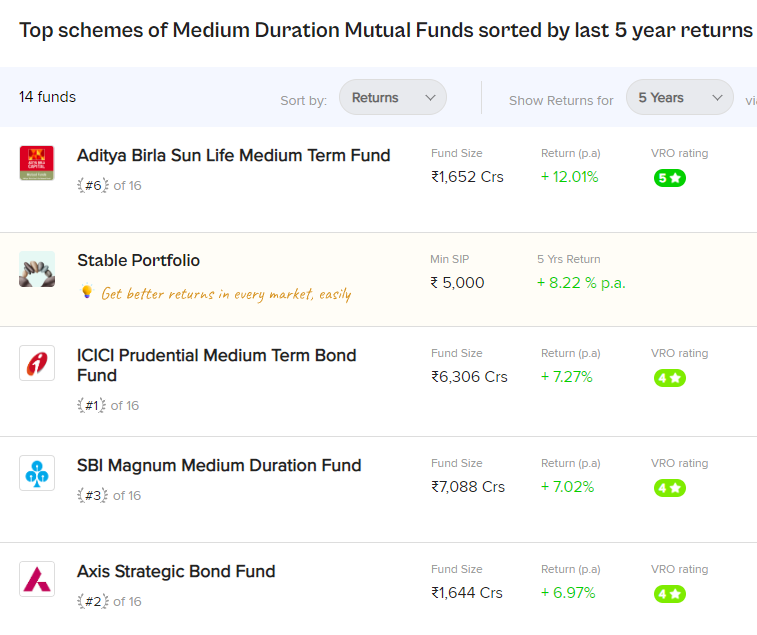 Top schemes of Medium Duration Mutual Funds sorted by last 5 year returns
14 funds
Sort by:
Returns
Show Returns for
5 Years
Aditya Birla Sun Life Medium Term Fund
#6 of 16
Fund Size
₹1,652 Crs
Return (p.a)
+ 12.01%
VRO rating
5 ★
Stable Portfolio
Get better returns in every market, easily
Min SIP
₹ 5,000
5 Yrs Return
+ 8.22 % p.a.
ICICI Prudential Medium Term Bond
Fund
#1 of 16
Fund Size
₹6,306 Crs
Return (p.a)
+ 7.27%
VRO rating
4 ★
SBI Magnum Medium Duration Fund
#3 of 16
Fund Size
₹7,088 Crs
Return (p.a)
+ 7.02%
VRO rating
4 ★
Axis Strategic Bond Fund
#2 of 16
Fund Size
₹1,644 Crs
Return (p.a)
+ 6.97%
VRO rating
4 ★